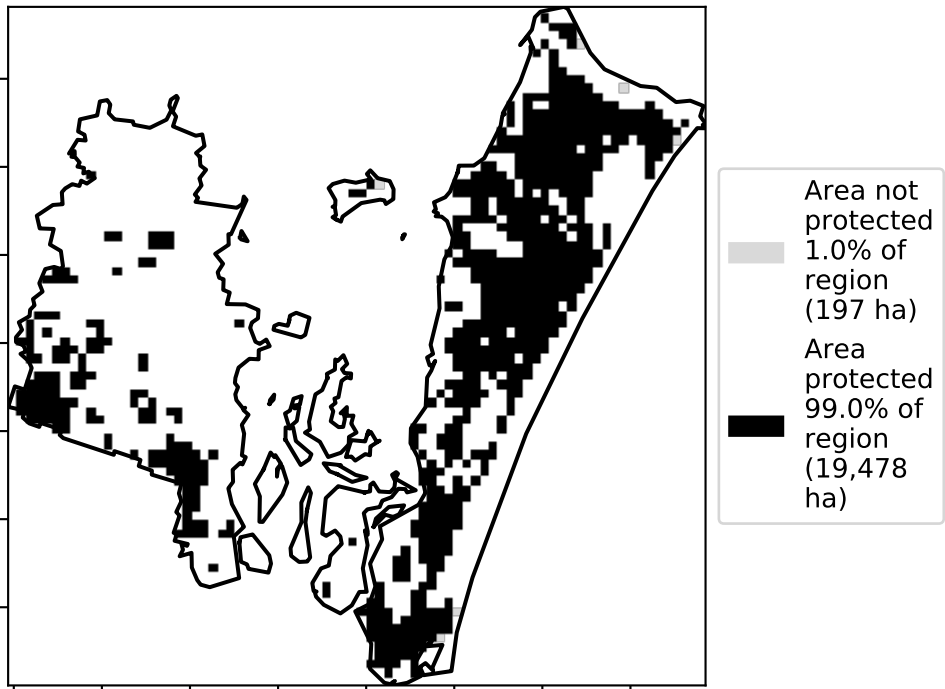 Area not
protected
1.0% of
region
(197 ha)
Area
protected
99.0% of
region
(19,478
ha)